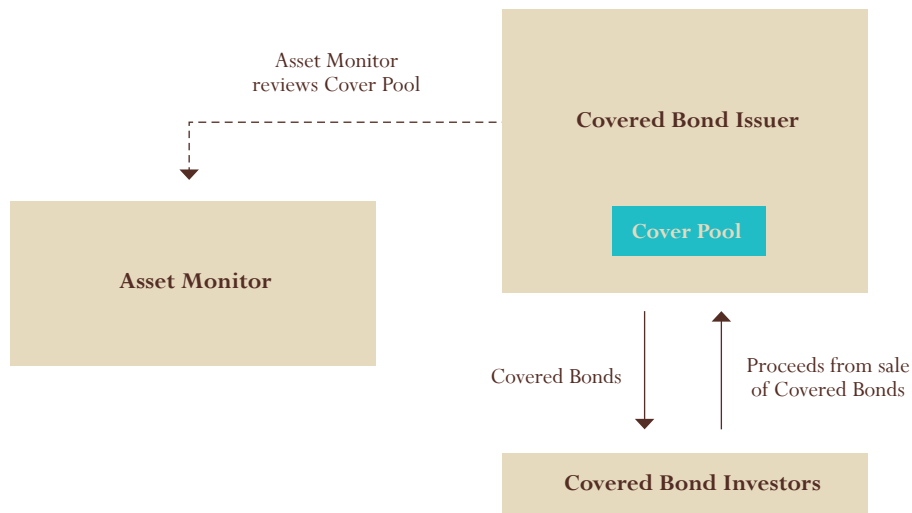 Asset Monitor
reviews Cover Pool
Covered Bond Issuer
Cover Pool
Asset Monitor
Covered Bonds
Proceeds from sale
of Covered Bonds
Covered Bond Investors